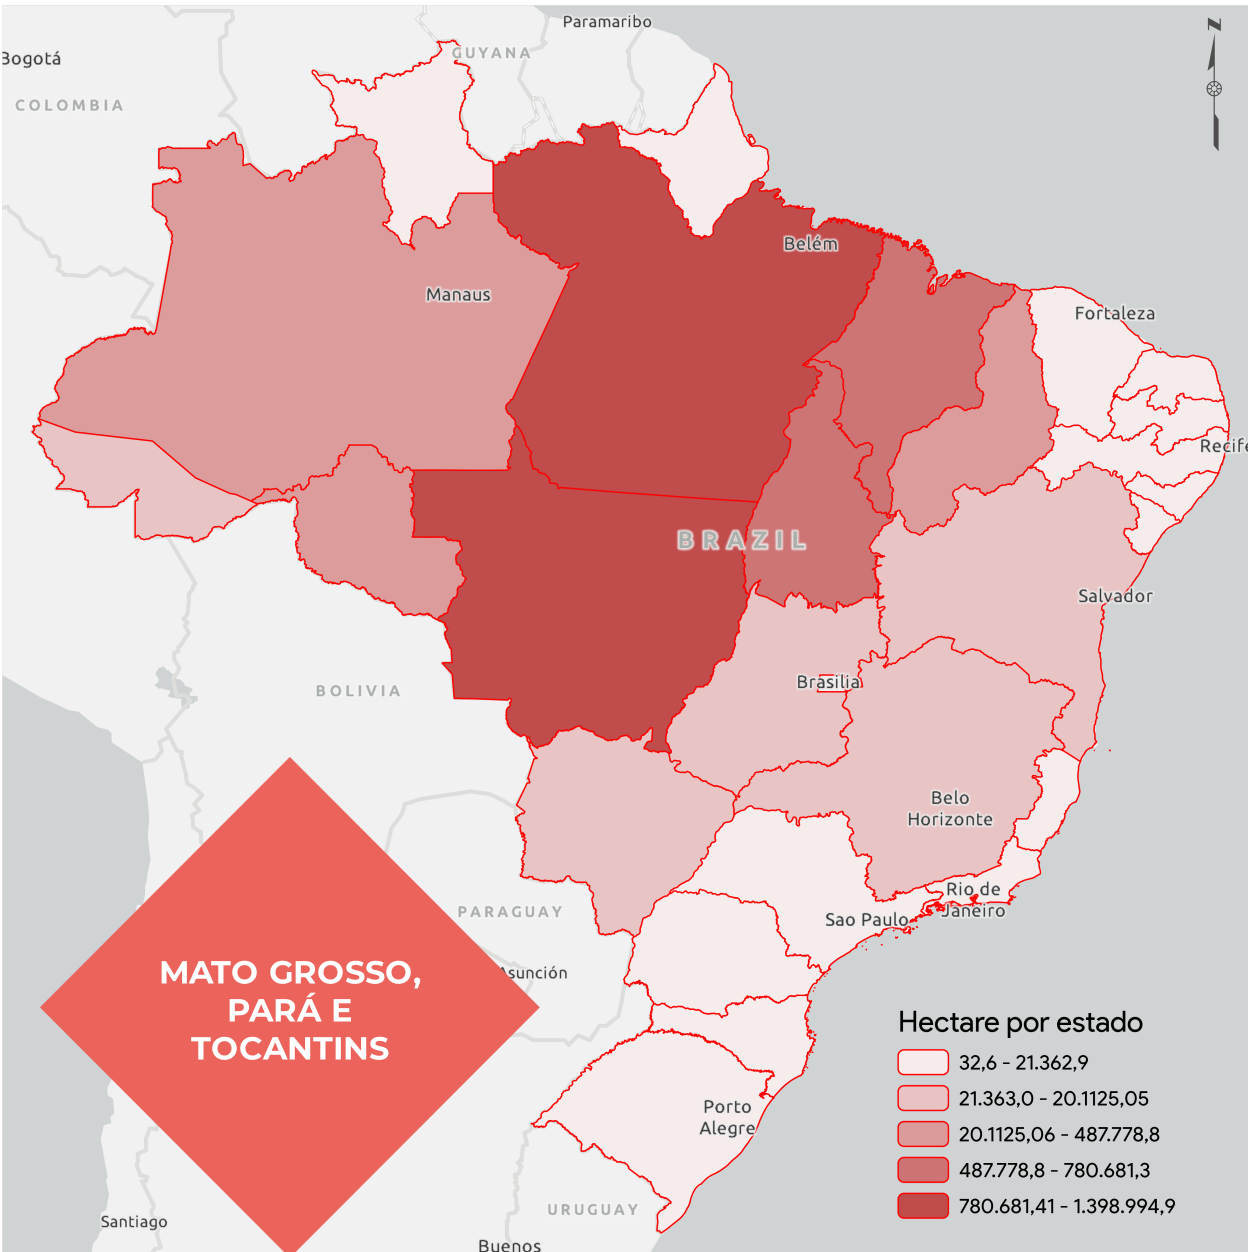 Paramaribo
GUYANA
Bogotá
COLOMBIA
N
Belém
Manaus
Fortaleza
Recife
BRAZIL
Salvador
Brasilia
BOLIVIA
Belo
Horizonte
Rio de
Janeiro
Sao Paulo
PARAGUAY
Asunción
MATO GROSSO,
PARÁ E
TOCANTINS
Hectare por estado
32,6 - 21.362,9
21.363,0 - 20.1125,05
20.1125,06 - 487.778,8
487.778,8 - 780.681,3
780.681,41 - 1.398.994,9
Porto
Alegre
URUGUAY
Santiago
Buenos